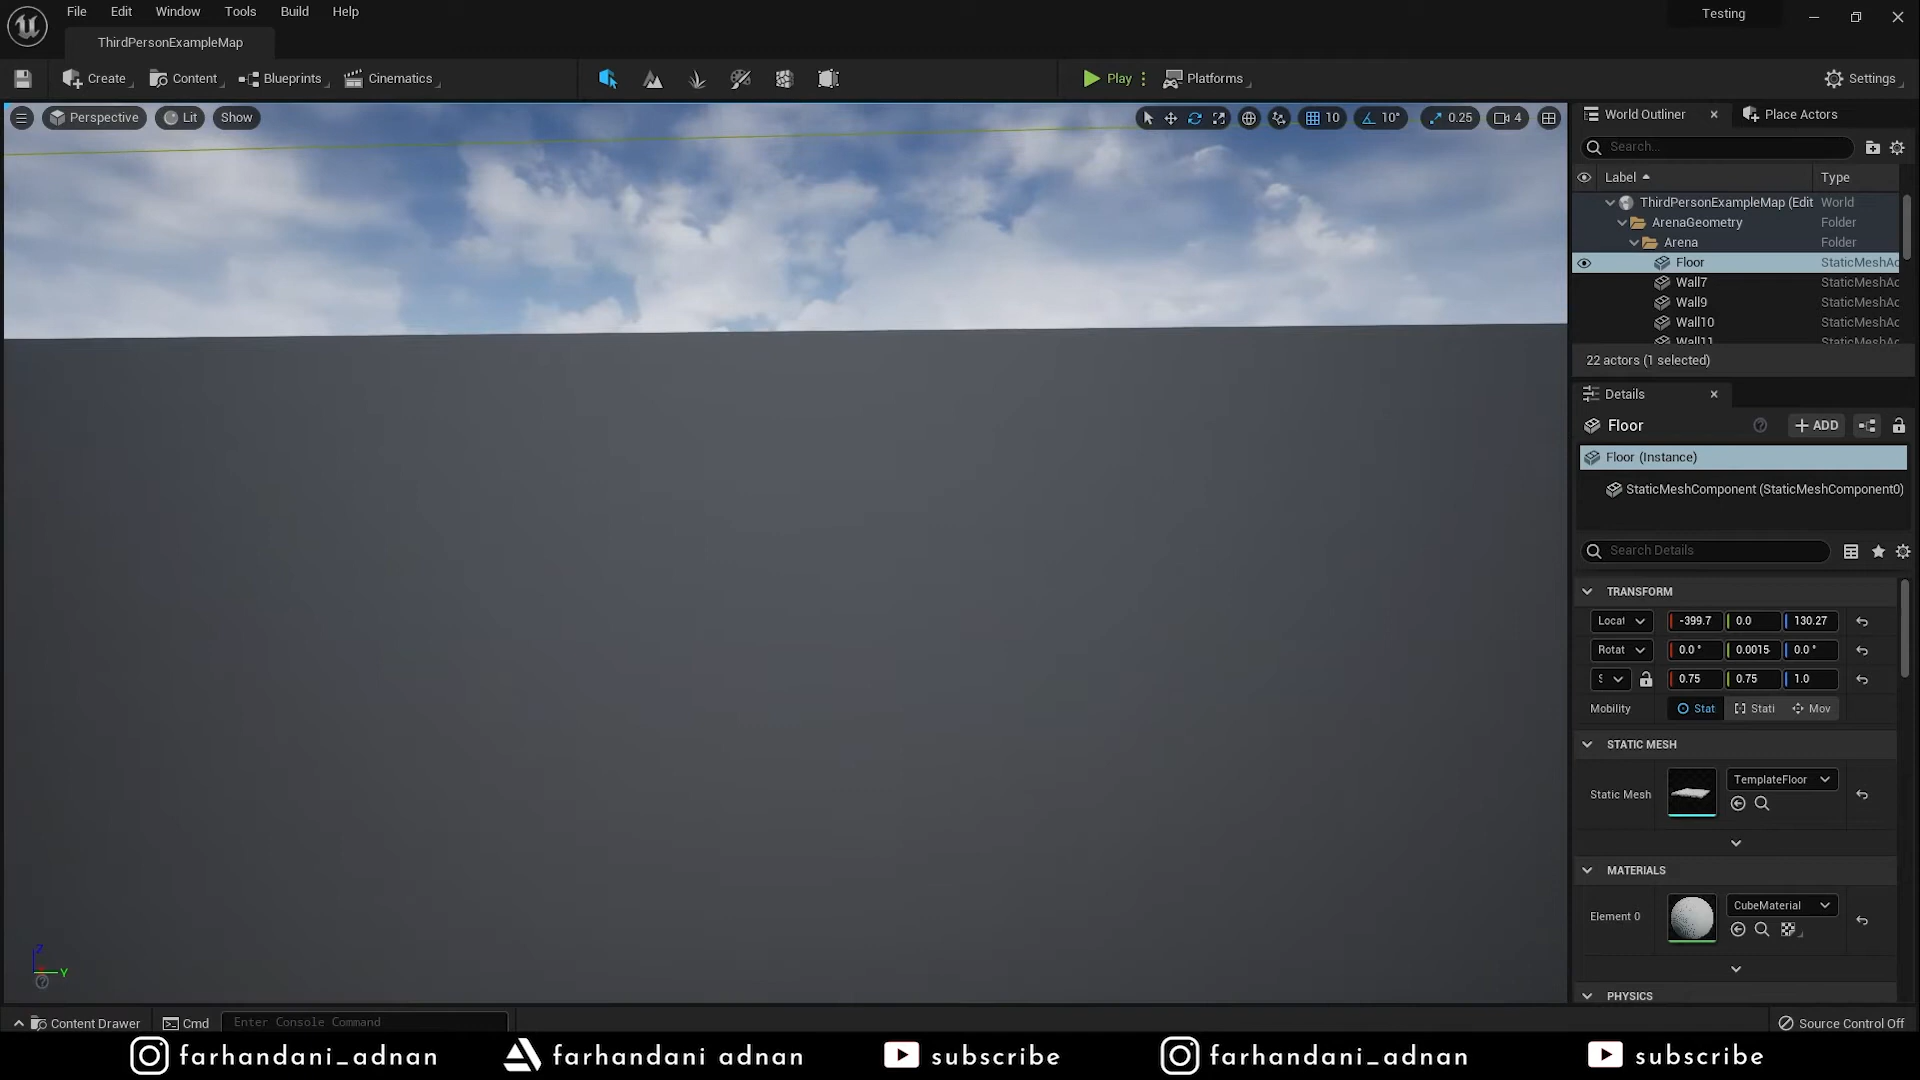 File Edit Window Tools Build Help
Testing
ThirdPersonExampleMap
Create Content Blueprints Cinematics Play Platforms Settings
Perspective Lit Show 10 10° 0.25 4
World Outliner Place Actors
Search...
Label Type
ThirdPersonExampleMap (Edit World
ArenaGeometry Folder
Arena Folder
Floor StaticMeshAc
Wall7 StaticMeshAc
Wall9 StaticMeshAc
Wall10 StaticMeshAc
Wall11 StaticMeshAc
22 actors (1 selected)
Details
Floor + ADD
Floor (Instance)
StaticMeshComponent (StaticMeshComponent0)
Search Details
TRANSFORM
Locat -399.7 0.0 130.27
Rotat 0.0 ° 0.0015 0.0 °
S 0.75 0.75 1.0
Mobility Stat Stati Mov
STATIC MESH
Static Mesh TemplateFloor
MATERIALS
Element 0 CubeMaterial
PHYSICS
Z
Y
Content Drawer Cmd Enter Console Command Source Control Off
farhandani_adnan farhandani adnan subscribe farhandani_adnan subscribe